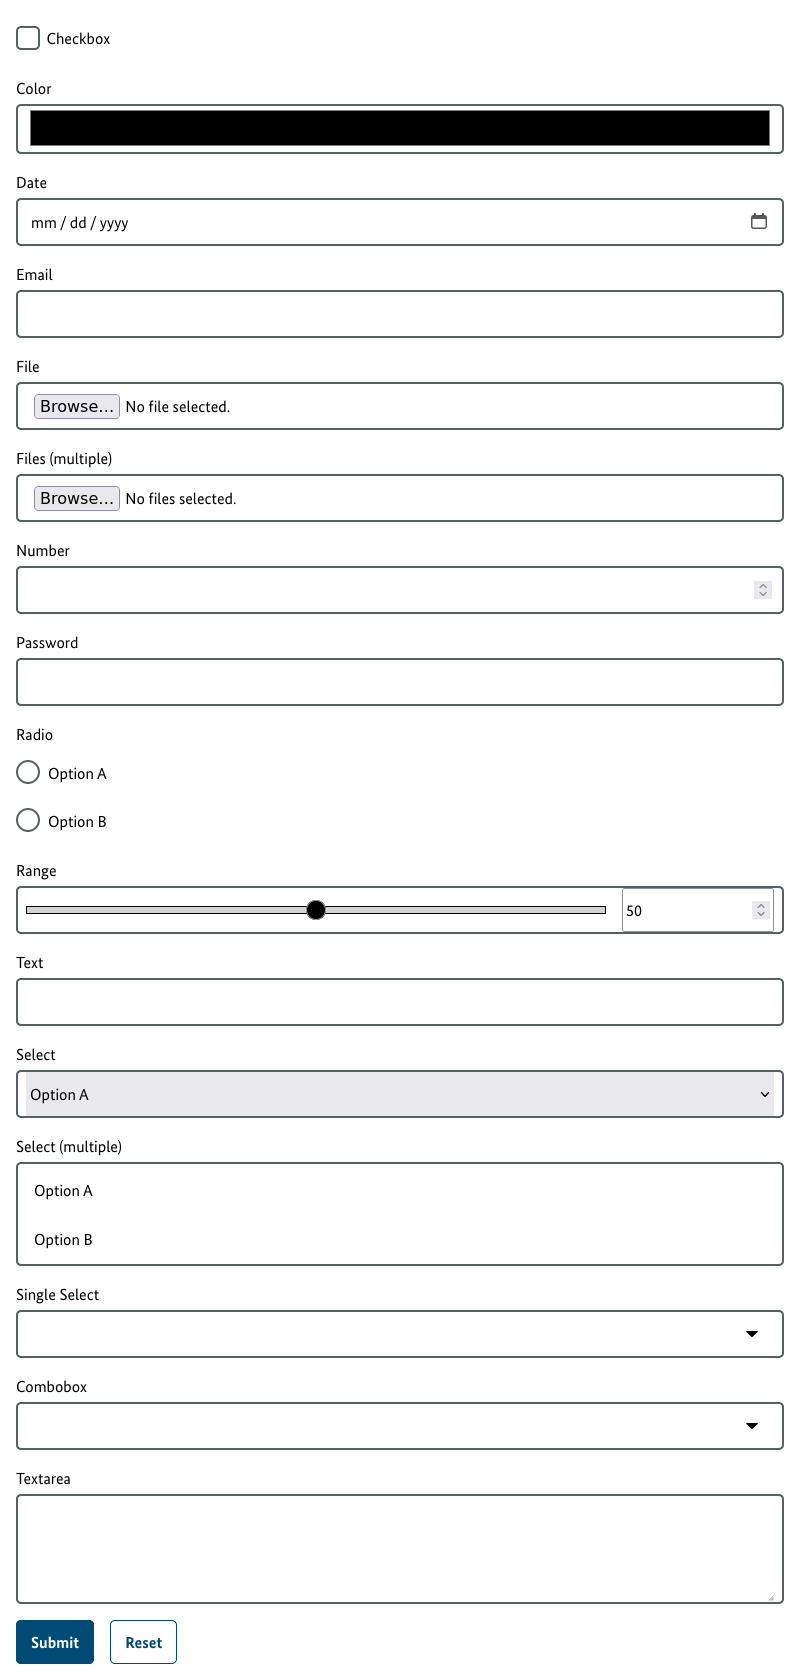 Checkbox
Color
Date
mm / dd / yyyy
Email
File
Browse... No file selected.
Files (multiple)
Browse... No files selected.
Number
Password
Radio
Option A
Option B
Range
50
Text
Select
Option A
Select (multiple)
Option A
Option B
Single Select
Combobox
Textarea
Submit Reset